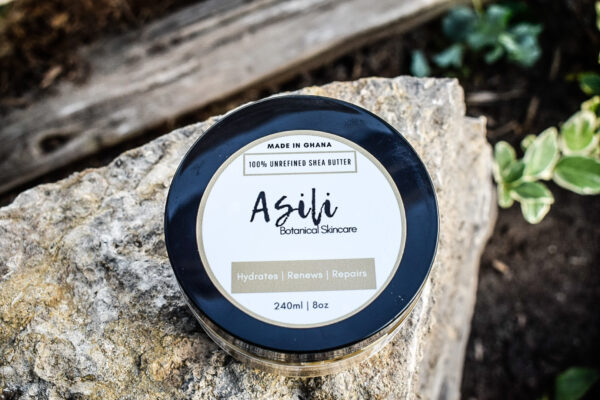 MADE IN GHANA
100% UNREFINED SHEA BUTTER
Asili
Botanical Skincare
Hydrates | Renews | Repairs
240ml | 8oz